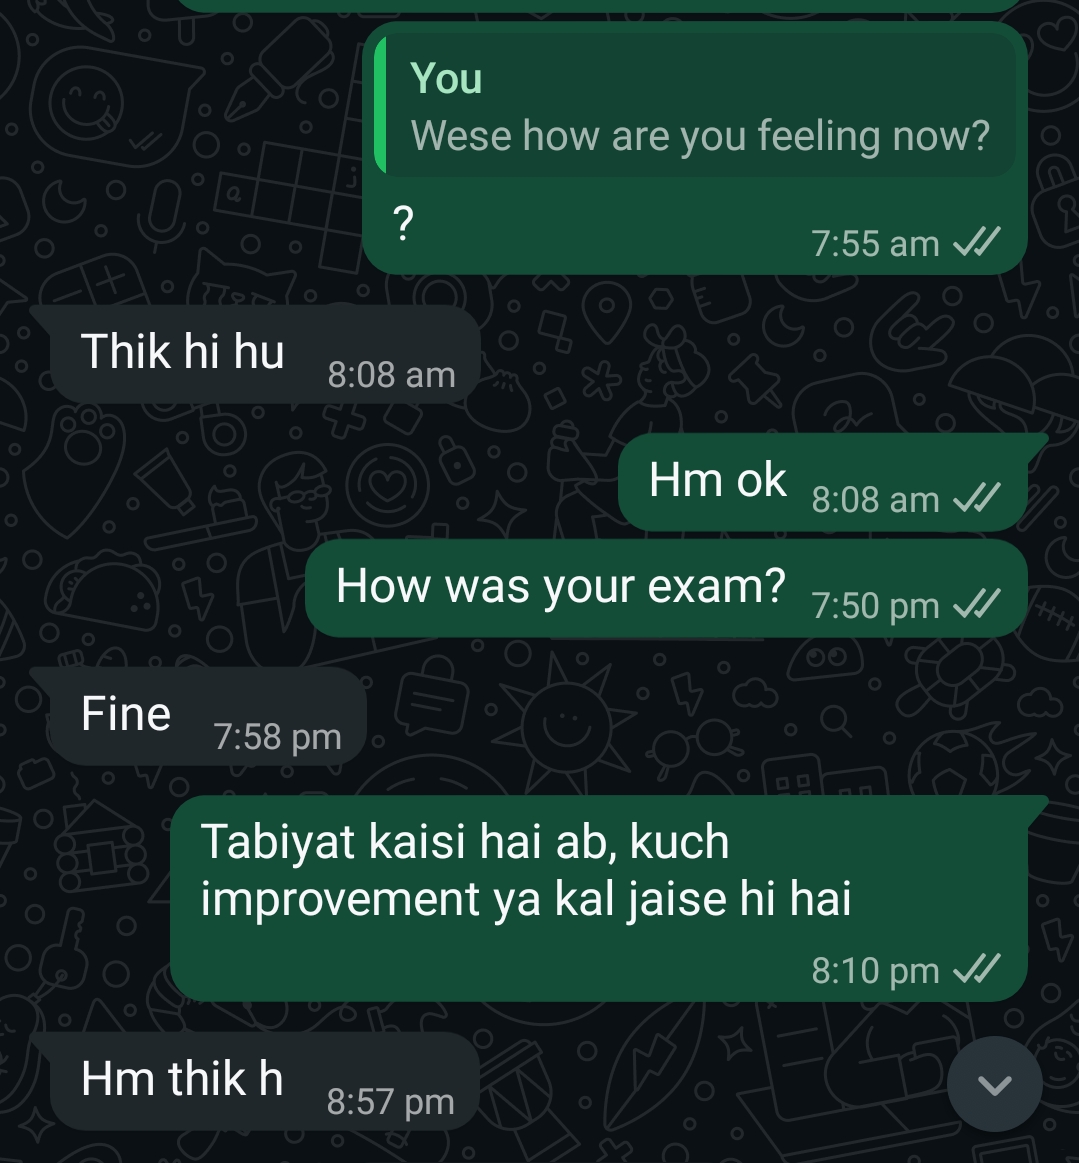 You
Wese how are you feeling now?
?
7:55 am
Thik hi hu
8:08 am
Hm ok
8:08 am
How was your exam?
7:50 pm
Fine
7:58 pm
Tabiyat kaisi hai ab, kuch
improvement ya kal jaise hi hai
8:10 pm
Hm thik h
8:57 pm